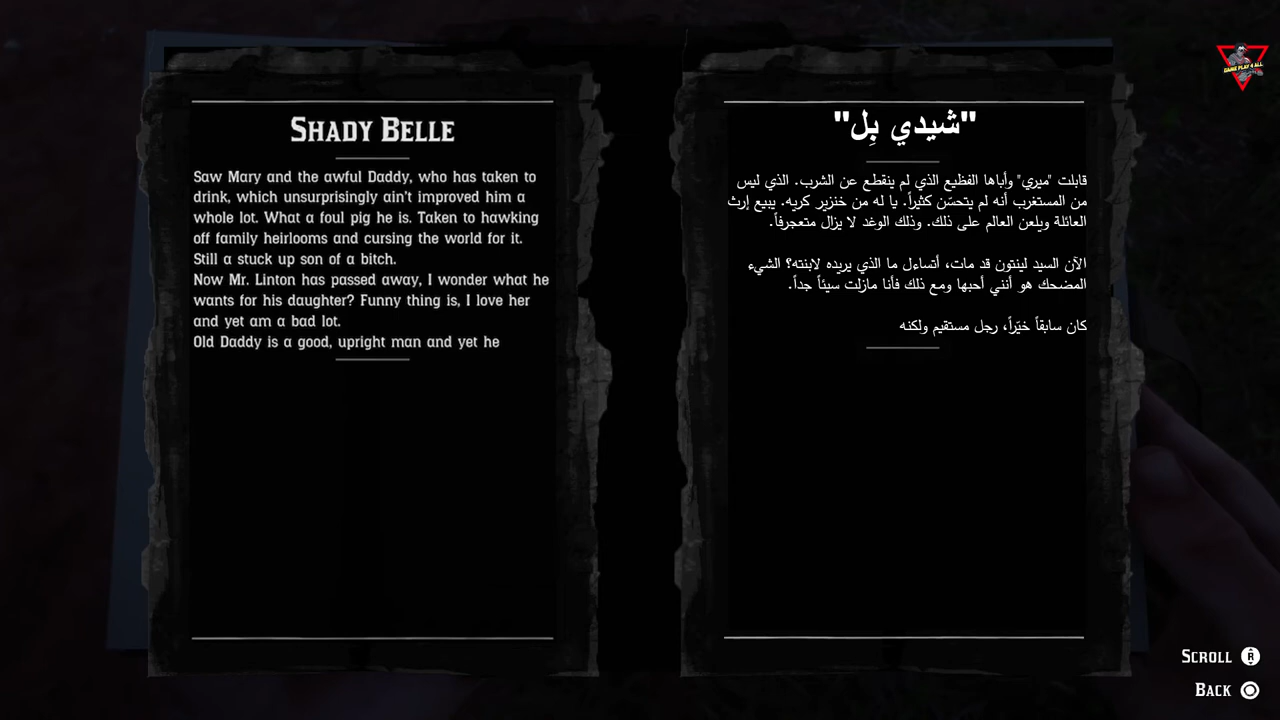 SHADY BELLE
Saw Mary and the awful Daddy, who has taken to
drink, which unsurprisingly ain't improved him a
whole lot. What a foul pig he is. Taken to hawking
off family heirlooms and cursing the world for it.
Still a stuck up son of a bitch.
Now Mr. Linton has passed away, I wonder what he
wants for his daughter? Funny thing is, I love her
and yet am a bad lot.
Old Daddy is a good, upright man and yet he
"شيدي بِل"
قابلت "ميري" وأباها الفظيع الذي لم ينقطع عن الشرب. الذي ليس
من المستغرب أنه لم يتحسّن كثيراً. يا له من خنزير كريه. يبيع إرث
العائلة ويلعن العالم على ذلك. وذلك الوغد لا يزال متعجرفاً.
الآن السيد لينتون قد مات، أتساءل ما الذي يريده لابنته؟ الشيء
المضحك هو أنني أحبها ومع ذلك فأنا مازلت سيئاً جداً.
كان سابقاً خيّراً، رجل مستقيم ولكنه
GAME PLAY 4 ALL
SCROLL R
BACK